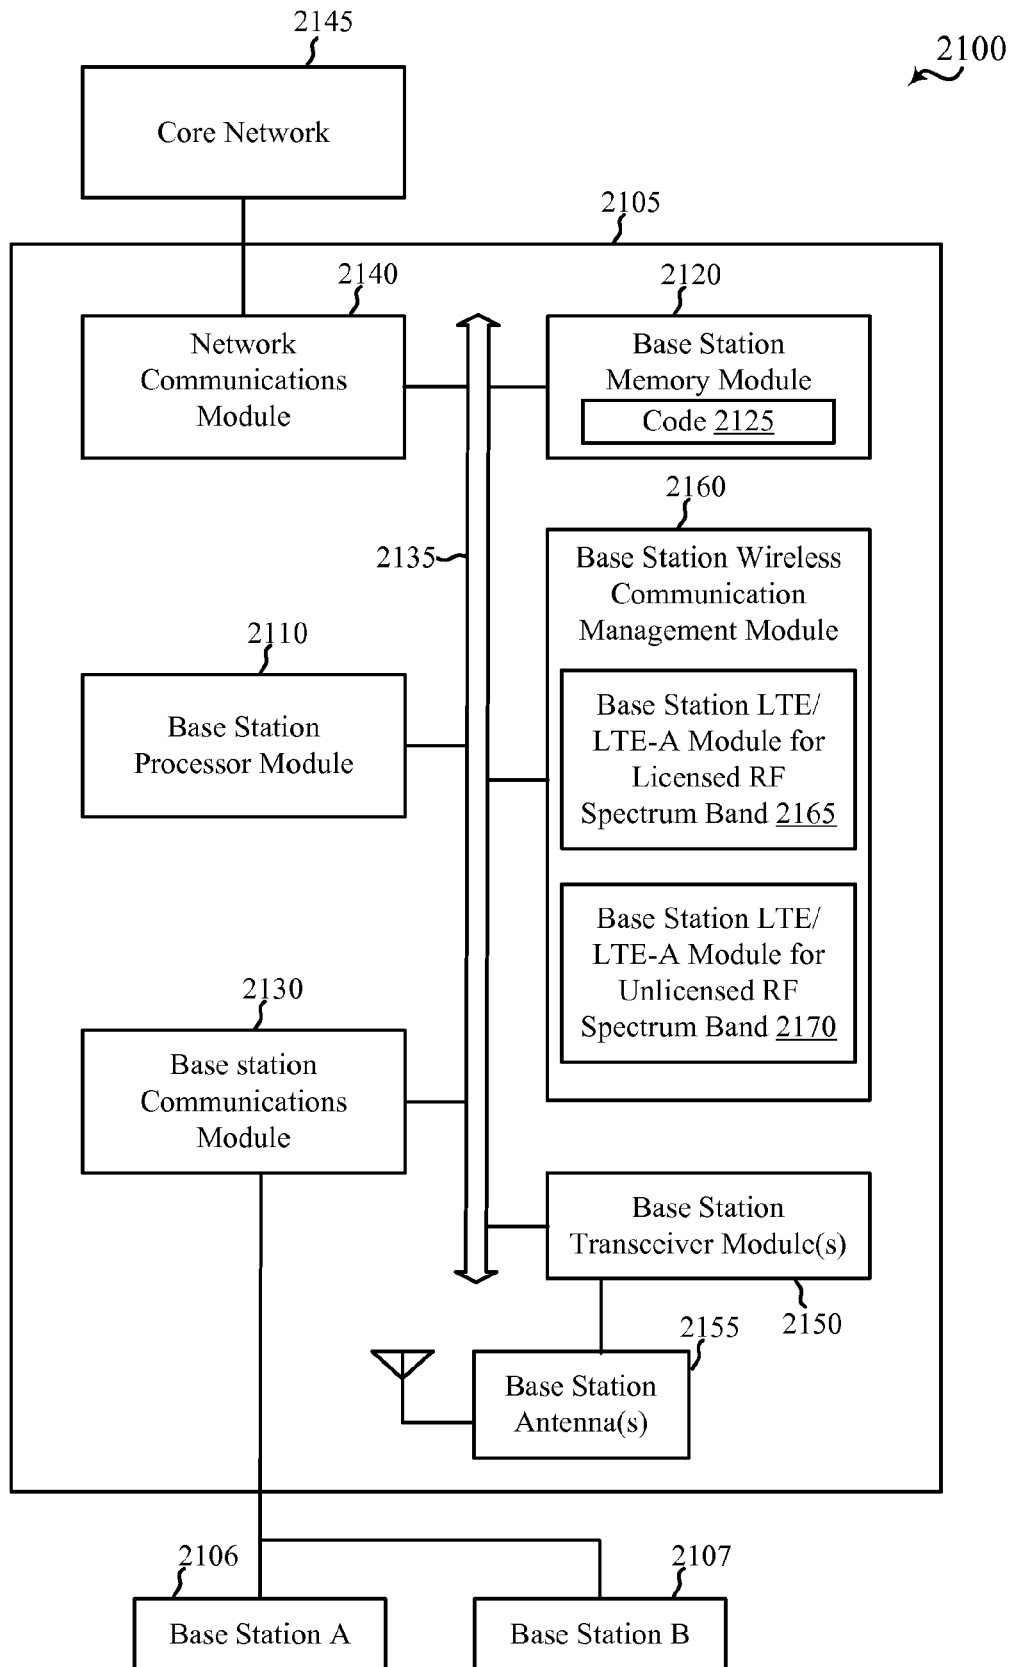 2145
2100
Core Network
2105
2140
2120
Network
Communications
Module
Base Station
Memory Module
Code 2125
2160
2135
Base Station Wireless
Communication
Management Module
2110
Base Station
Processor Module
Base Station LTE/
LTE-A Module for
Licensed RF
Spectrum Band 2165
Base Station LTE/
LTE-A Module for
Unlicensed RF
Spectrum Band 2170
2130
Base station
Communications
Module
Base Station
Transceiver Module(s)
2150
2155
Base Station
Antenna(s)
2106
2107
Base Station A
Base Station B